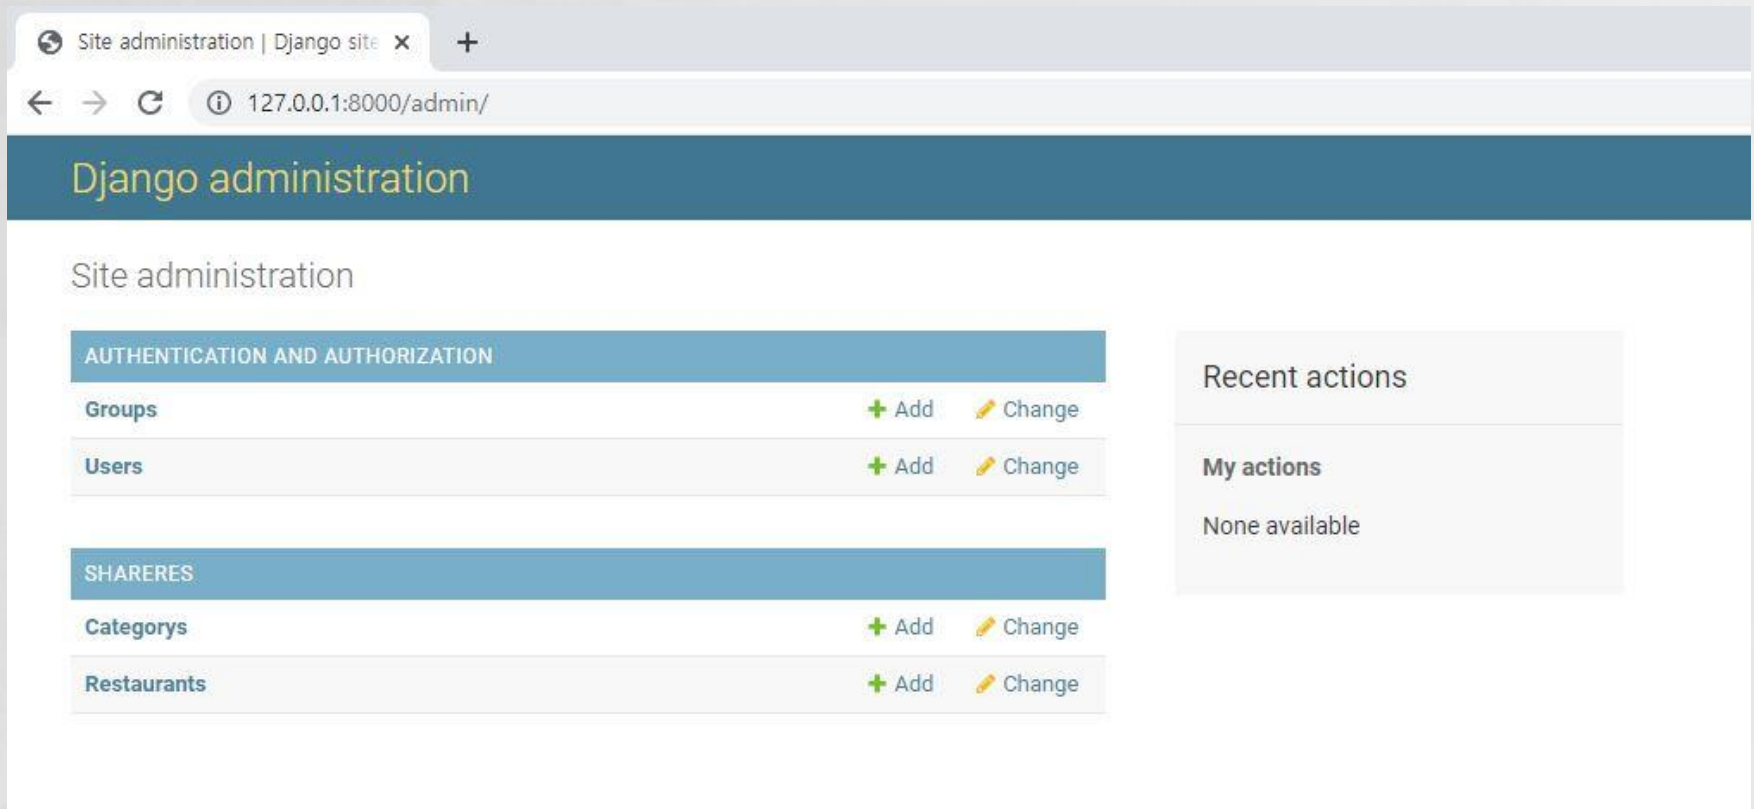 Site administration | Django site
127.0.0.1:8000/admin/
Django administration
Site administration
AUTHENTICATION AND AUTHORIZATION
Groups Add Change
Users Add Change
SHARERES
Categorys Add Change
Restaurants Add Change
Recent actions
My actions
None available